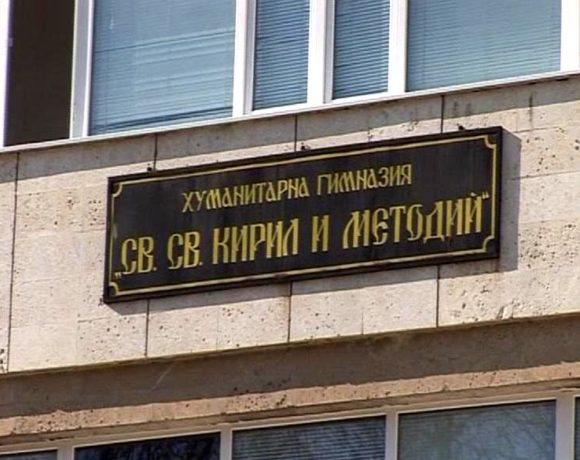 ХУМАНИТАРНА ГИМНАЗИЯ
„СВ. СВ. КИРИЛ И МЕТОДИЙ“